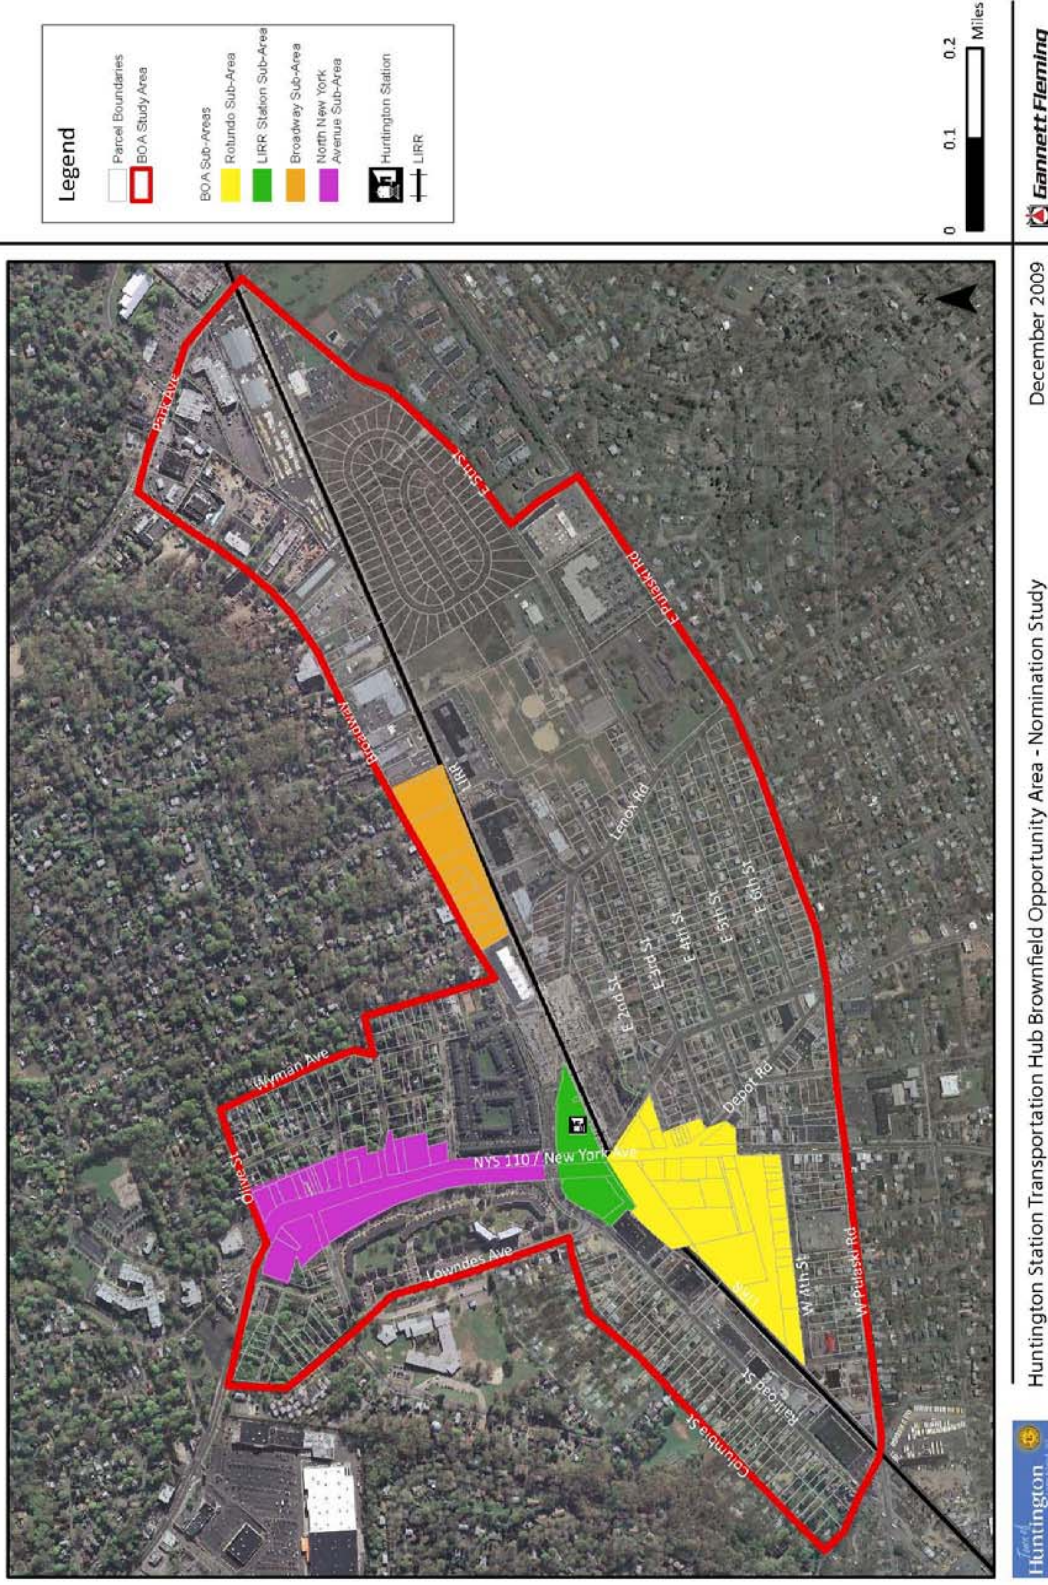 Legend
Parcel Boundaries
BOA Study Area
BOA Sub-Areas
Rotundo Sub-Area
LIRR Station Sub-Area
Broadway Sub-Area
North New York
Avenue Sub-Area
Huntington Station
LIRR
0 0.1 0.2
Miles
Park Ave
Broadway
E 5th St
E Pulaski Rd
LIRR
Lenox Rd
Wyman Ave
Olive St
E 2nd St
E 3rd St
E 4th St
E 5th St
E 6th St
Depot Rd
NYS 110 / New York Ave
Lowndes Ave
LIRR
W 4th St
W Pulaski Rd
Railroad St
Columbia St
N
Town of
Huntington
Huntington Station Transportation Hub Brownfield Opportunity Area - Nomination Study
December 2009
Gannett Fleming